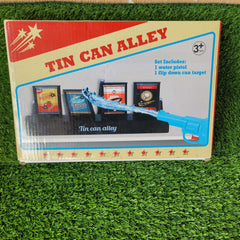 TIN CAN ALLEY
3+
Set Includes:
1 water pistol
1 flip down can target
Tin can alley